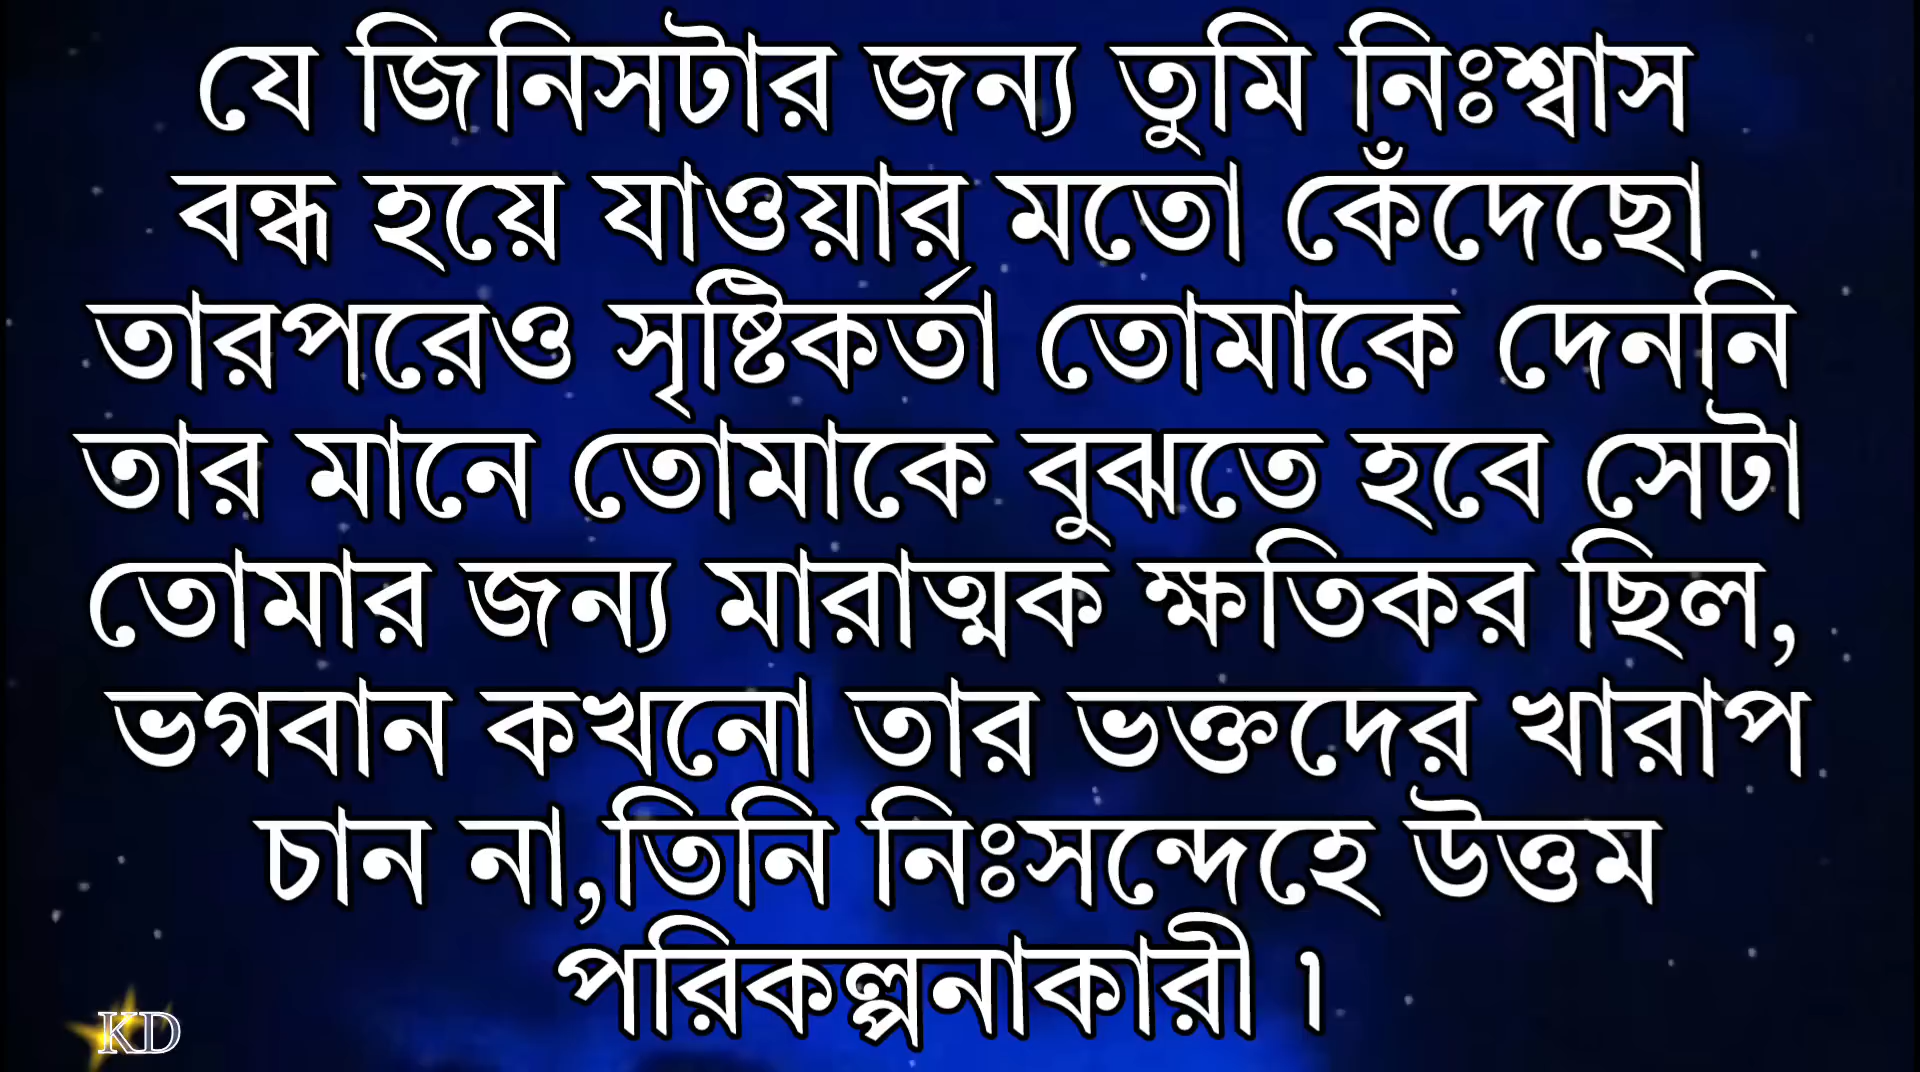 যে জিনিসটার জন্য তুমি নিঃশ্বাস
বন্ধ হয়ে যাওয়ার মতো কেঁদেছো
তারপরেও সৃষ্টিকর্তা তোমাকে দেননি
তার মানে তোমাকে বুঝতে হবে সেটা
তোমার জন্য মারাত্মক ক্ষতিকর ছিল,
ভগবান কখনো তার ভক্তদের খারাপ
চান না,তিনি নিঃসন্দেহে উত্তম
পরিকল্পনাকারী ।
KD